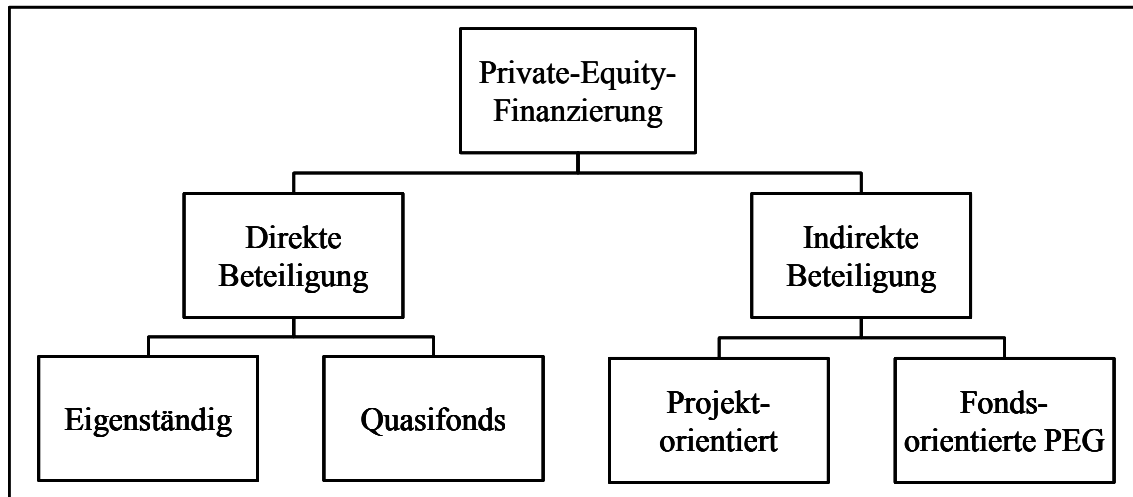 Private-Equity-
Finanzierung
Direkte
Beteiligung
Indirekte
Beteiligung
Eigenständig
Quasifonds
Projekt-
orientiert
Fonds-
orientierte PEG